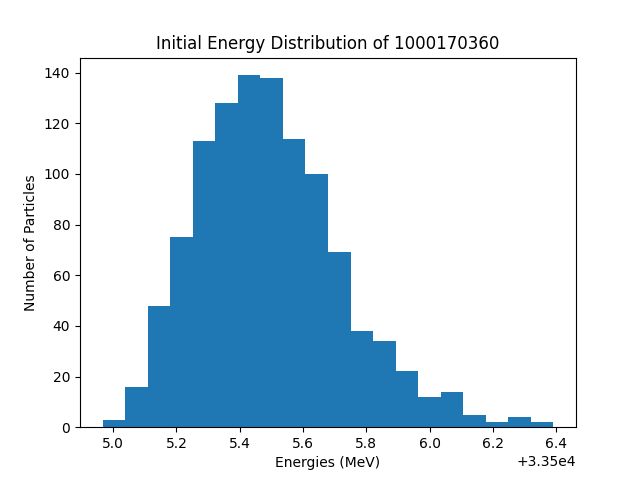 Initial Energy Distribution of 1000170360
140
120
100
80
60
40
20
0
Number of Particles
5.0 5.2 5.4 5.6 5.8 6.0 6.2 6.4
Energies (MeV)
+3.35e4